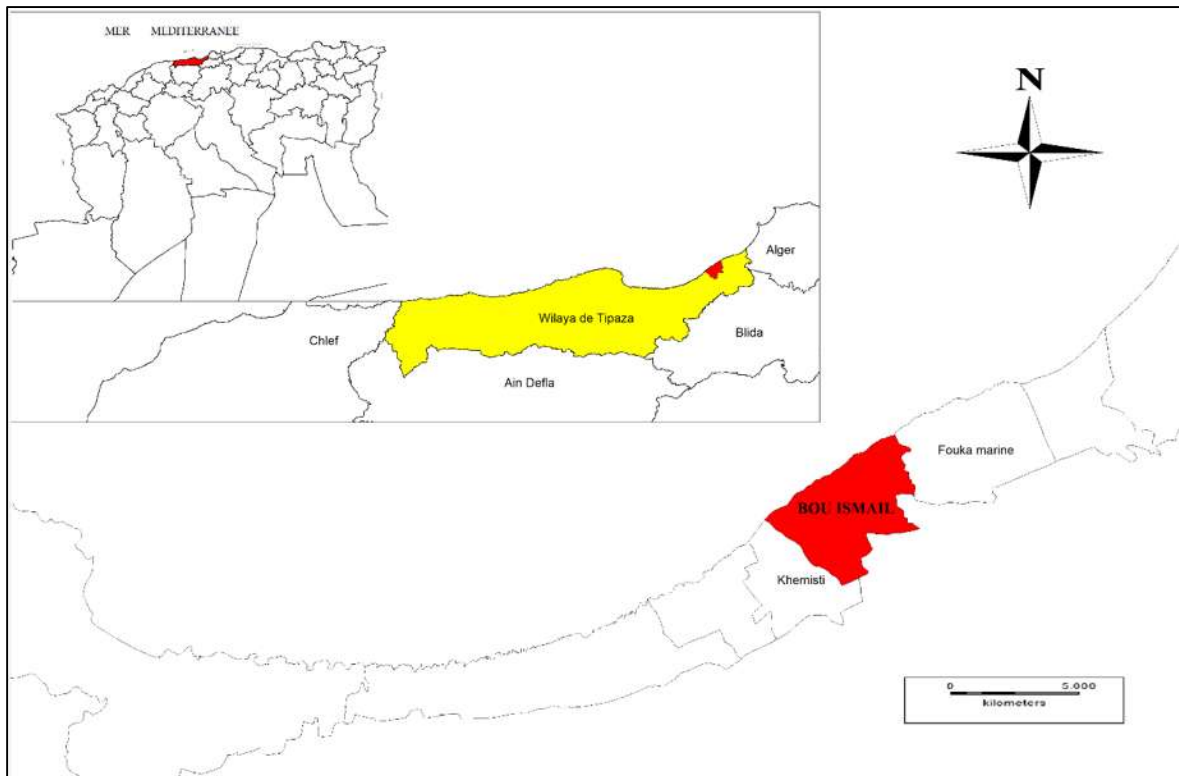 MER MEDITERRANEE
N
Alger
Wilaya de Tipaza
Chlef
Blida
Ain Defla
Fouka marine
BOU ISMAIL
Khemisti
0 5.000
kilometers